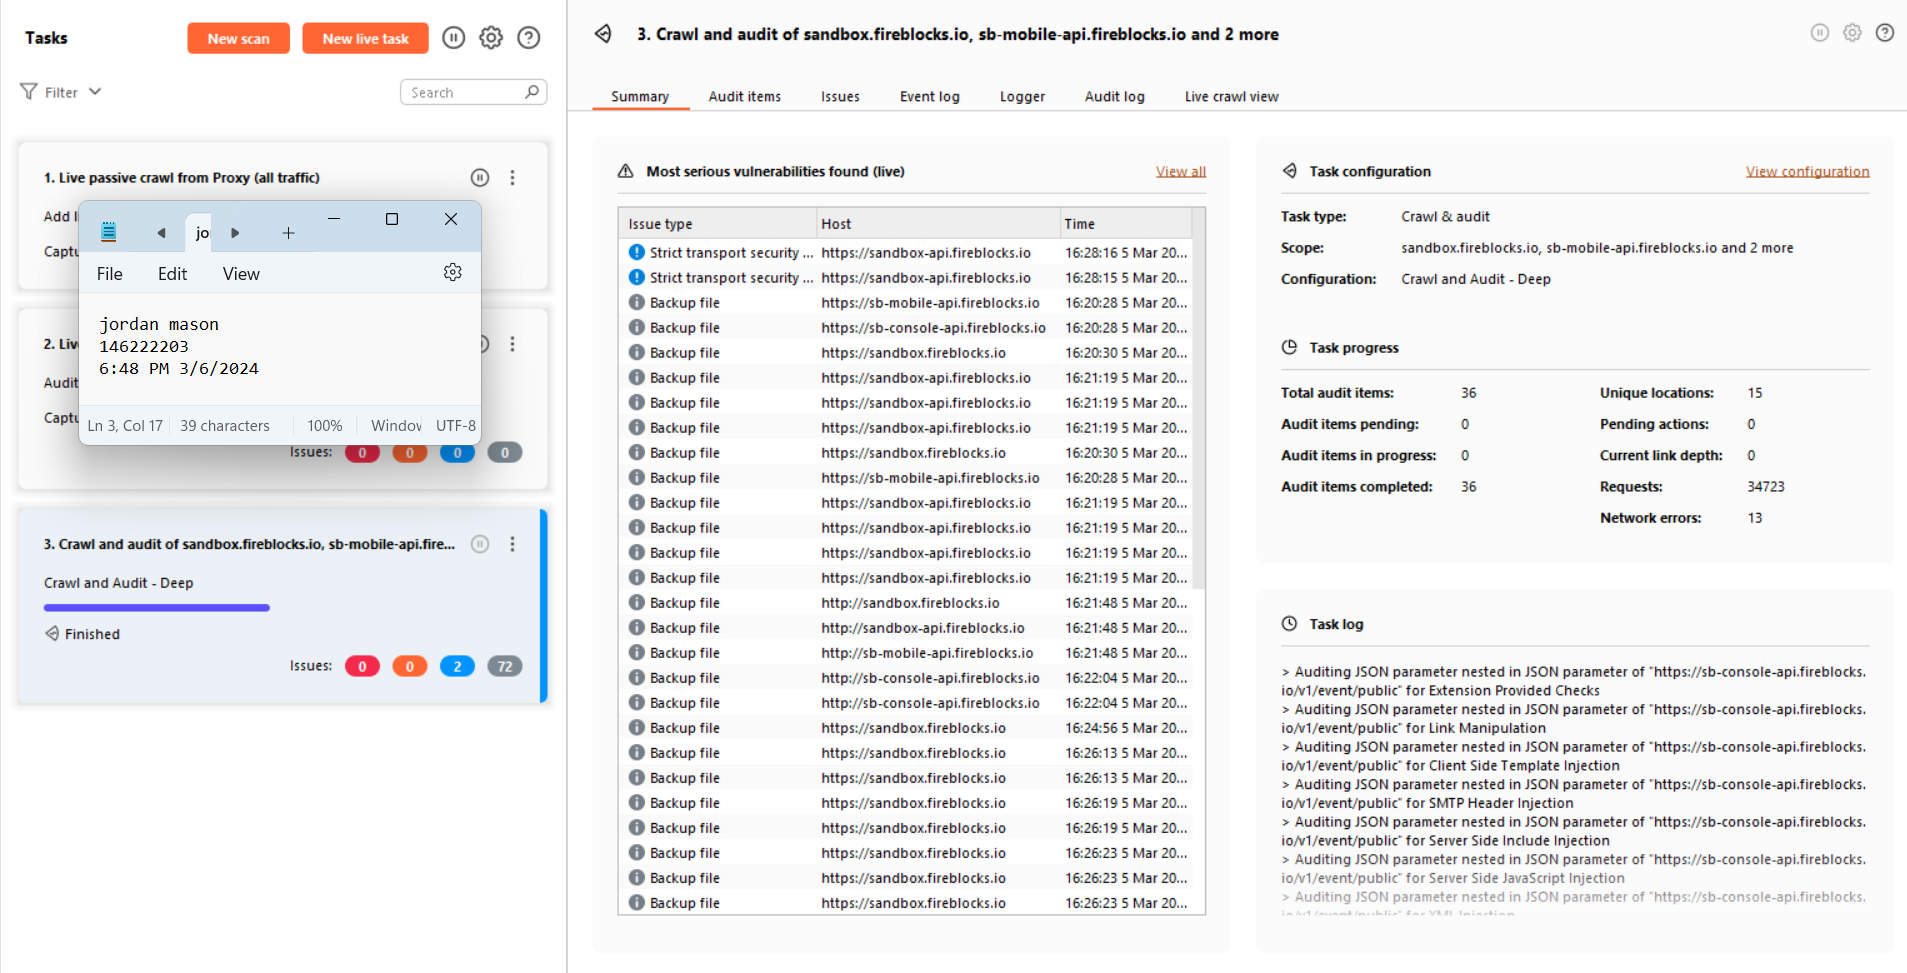 Tasks
New scan
New live task
Filter
Search
1. Live passive crawl from Proxy (all traffic)
Add li
Captu
jor
File
Edit
View
jordan mason
146222203
6:48 PM 3/6/2024
Ln 3, Col 17
39 characters
100%
Window
UTF-8
2. Live
Audit
Captu
Issues: 0 0 0 0
3. Crawl and audit of sandbox.fireblocks.io, sb-mobile-api.fire...
Crawl and Audit - Deep
Finished
Issues: 0 0 2 72
3. Crawl and audit of sandbox.fireblocks.io, sb-mobile-api.fireblocks.io and 2 more
Summary
Audit items
Issues
Event log
Logger
Audit log
Live crawl view
Most serious vulnerabilities found (live)
View all
Issue type Host Time
Strict transport security ... https://sandbox-api.fireblocks.io 16:28:16 5 Mar 20...
Strict transport security ... https://sandbox-api.fireblocks.io 16:28:15 5 Mar 20...
Backup file https://sb-mobile-api.fireblocks.io 16:20:28 5 Mar 20...
Backup file https://sb-console-api.fireblocks.io 16:20:28 5 Mar 20...
Backup file https://sandbox.fireblocks.io 16:20:30 5 Mar 20...
Backup file https://sandbox-api.fireblocks.io 16:21:19 5 Mar 20...
Backup file https://sandbox-api.fireblocks.io 16:21:19 5 Mar 20...
Backup file https://sandbox-api.fireblocks.io 16:21:19 5 Mar 20...
Backup file https://sandbox.fireblocks.io 16:20:30 5 Mar 20...
Backup file https://sb-mobile-api.fireblocks.io 16:20:28 5 Mar 20...
Backup file https://sandbox-api.fireblocks.io 16:21:19 5 Mar 20...
Backup file https://sandbox-api.fireblocks.io 16:21:19 5 Mar 20...
Backup file https://sandbox-api.fireblocks.io 16:21:19 5 Mar 20...
Backup file https://sandbox-api.fireblocks.io 16:21:19 5 Mar 20...
Backup file http://sandbox.fireblocks.io 16:21:48 5 Mar 20...
Backup file http://sandbox-api.fireblocks.io 16:21:48 5 Mar 20...
Backup file http://sb-mobile-api.fireblocks.io 16:21:48 5 Mar 20...
Backup file http://sb-console-api.fireblocks.io 16:22:04 5 Mar 20...
Backup file http://sb-console-api.fireblocks.io 16:22:04 5 Mar 20...
Backup file https://sandbox.fireblocks.io 16:24:56 5 Mar 20...
Backup file https://sandbox.fireblocks.io 16:26:13 5 Mar 20...
Backup file https://sandbox.fireblocks.io 16:26:13 5 Mar 20...
Backup file https://sandbox.fireblocks.io 16:26:19 5 Mar 20...
Backup file https://sandbox.fireblocks.io 16:26:19 5 Mar 20...
Backup file https://sandbox.fireblocks.io 16:26:23 5 Mar 20...
Backup file https://sandbox.fireblocks.io 16:26:23 5 Mar 20...
Backup file https://sandbox.fireblocks.io 16:26:23 5 Mar 20...
Task configuration
View configuration
Task type: Crawl & audit
Scope: sandbox.fireblocks.io, sb-mobile-api.fireblocks.io and 2 more
Configuration: Crawl and Audit - Deep
Task progress
Total audit items: 36 Unique locations: 15
Audit items pending: 0 Pending actions: 0
Audit items in progress: 0 Current link depth: 0
Audit items completed: 36 Requests: 34723
Network errors: 13
Task log
> Auditing JSON parameter nested in JSON parameter of "https://sb-console-api.fireblocks.
io/v1/event/public" for Extension Provided Checks
> Auditing JSON parameter nested in JSON parameter of "https://sb-console-api.fireblocks.
io/v1/event/public" for Link Manipulation
> Auditing JSON parameter nested in JSON parameter of "https://sb-console-api.fireblocks.
io/v1/event/public" for Client Side Template Injection
> Auditing JSON parameter nested in JSON parameter of "https://sb-console-api.fireblocks.
io/v1/event/public" for SMTP Header Injection
> Auditing JSON parameter nested in JSON parameter of "https://sb-console-api.fireblocks.
io/v1/event/public" for Server Side Include Injection
> Auditing JSON parameter nested in JSON parameter of "https://sb-console-api.fireblocks.
io/v1/event/public" for Server Side JavaScript Injection
> Auditing JSON parameter nested in JSON parameter of "https://sb-console-api.fireblocks.
io/v1/event/public" for XML Injection